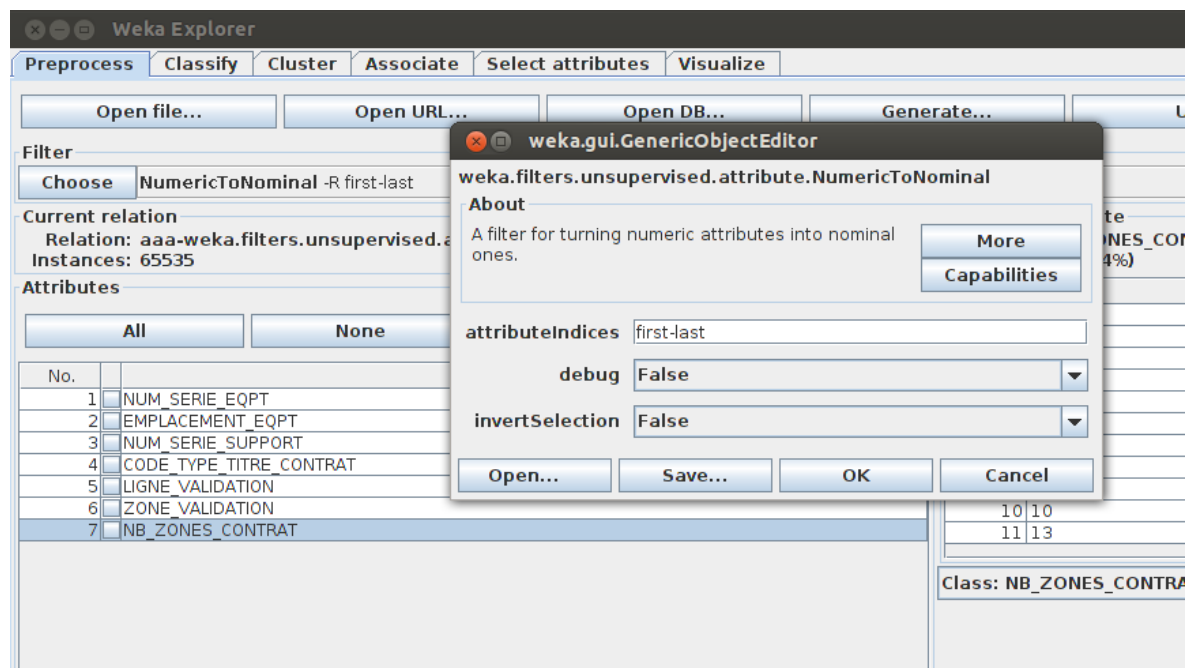 Weka Explorer
Preprocess Classify Cluster Associate Select attributes Visualize
Open file... Open URL... Open DB... Generate...
weka.gui.GenericObjectEditor
Filter
Choose NumericToNominal -R first-last
weka.filters.unsupervised.attribute.NumericToNominal
About
A filter for turning numeric attributes into nominal
ones.
More
Capabilities
attributeIndices first-last
debug False
invertSelection False
Open... Save... OK Cancel
Current relation
Relation: aaa-weka.filters.unsupervised.a
Instances: 65535
Attributes
All None
No.
1 NUM_SERIE_EQPT
2 EMPLACEMENT_EQPT
3 NUM_SERIE_SUPPORT
4 CODE_TYPE_TITRE_CONTRAT
5 LIGNE_VALIDATION
6 ZONE_VALIDATION
7 NB_ZONES_CONTRAT
te
ONES_CON
4%)
10 10
11 13
Class: NB_ZONES_CONTRA